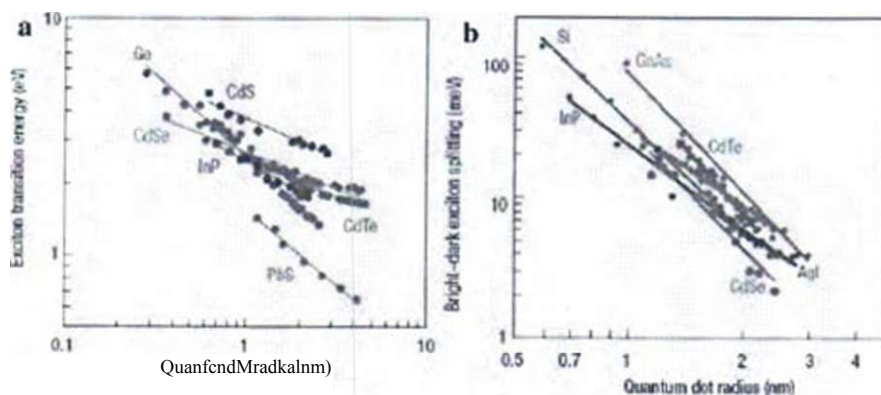 a
10
Ge
CdS
CdSe
InP
CdTe
PbS
1
Exciton transition energy (eV)
0.1
1
10
QuanfcndMradkalnm)
b
100
Si
GaAs
InP
CdTe
10
AgI
CdSe
1
Bright-dark exciton splitting (meV)
0.5
0.7
1
2
3
4
Quantum dot radius (nm)